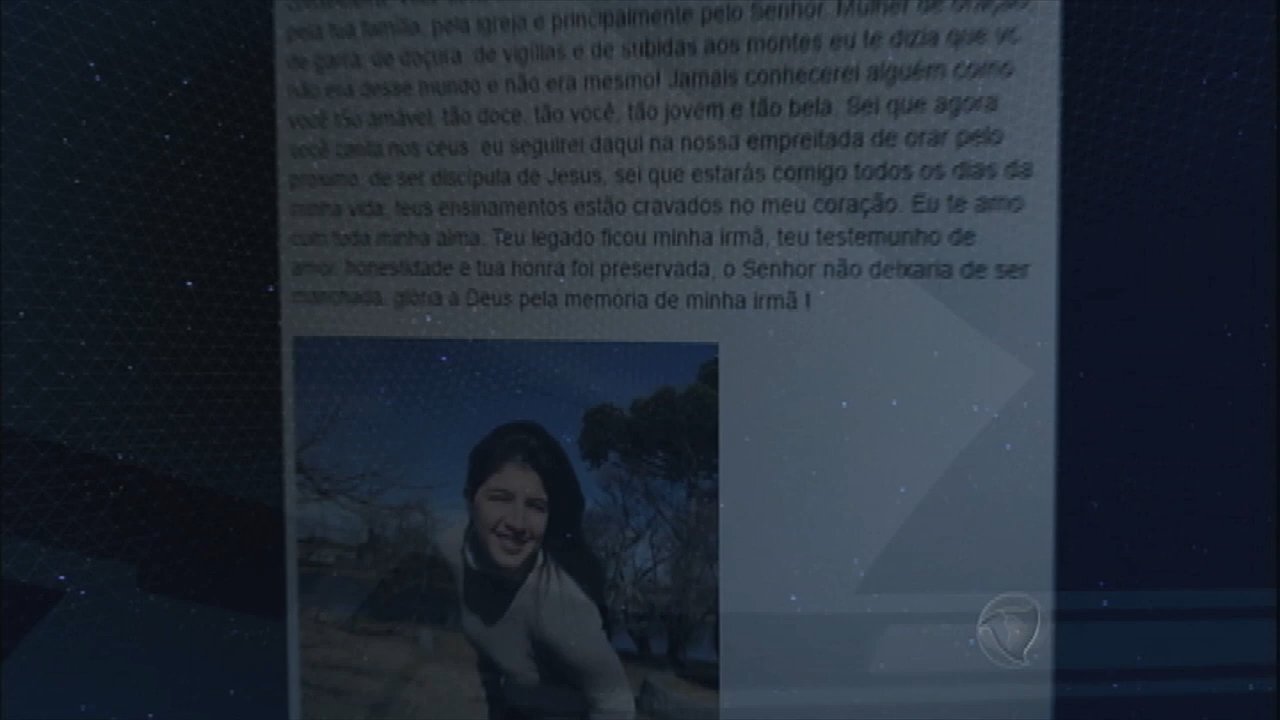 pela tua família, pela igreja e principalmente pelo Senhor. Mulher de oração
de garra, de doçura, de vigílias e de subidas aos montes eu te dizia que vc
não era desse mundo e não era mesmo! Jamais conhecerei alguém como
você tão amável, tão doce, tão você, tão jovem e tão bela. Sei que agora
você canta nos céus, eu seguirei daqui na nossa empreitada de orar pelo
próximo, de ser discípula de Jesus, sei que estarás comigo todos os dias da
minha vida, teus ensinamentos estão cravados no meu coração. Eu te amo
com toda minha alma. Teu legado ficou minha irmã, teu testemunho de
amor, honestidade e tua honra foi preservada, o Senhor não deixaria de ser
manchada, glória a Deus pela memória de minha irmã !